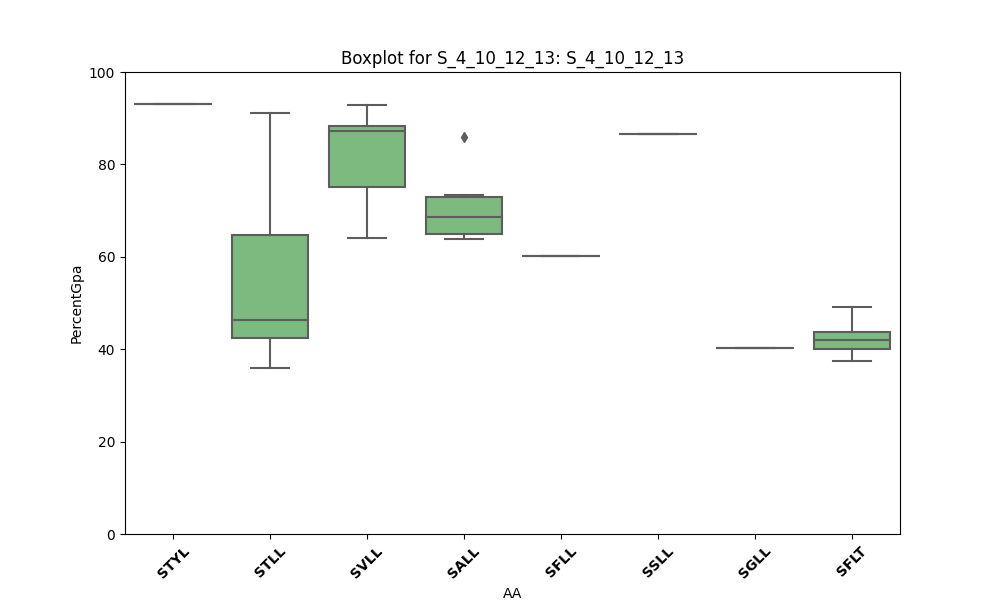 Boxplot for S_4_10_12_13: S_4_10_12_13
100
80
60
40
20
0
PercentGpa
STYL
STLL
SVLL
SALL
SFLL
SSLL
SGLL
SFLT
AA